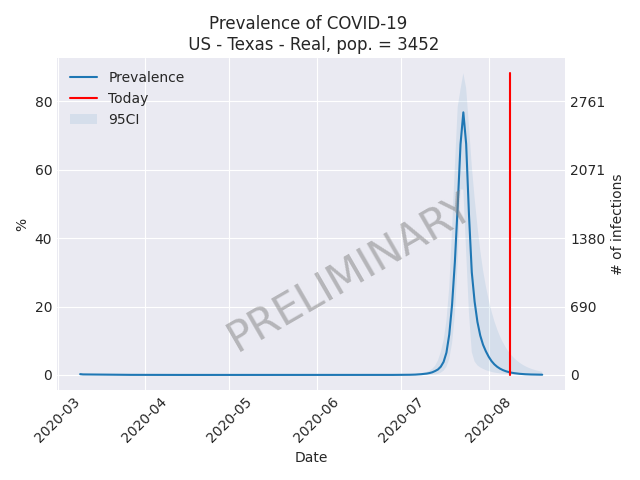 Prevalence of COVID-19
US - Texas - Real, pop. = 3452
Prevalence
Today
95CI
%
80
60
40
20
0
2761
2071
1380
690
0
# of infections
PRELIMINARY
2020-03
2020-04
2020-05
2020-06
2020-07
2020-08
Date